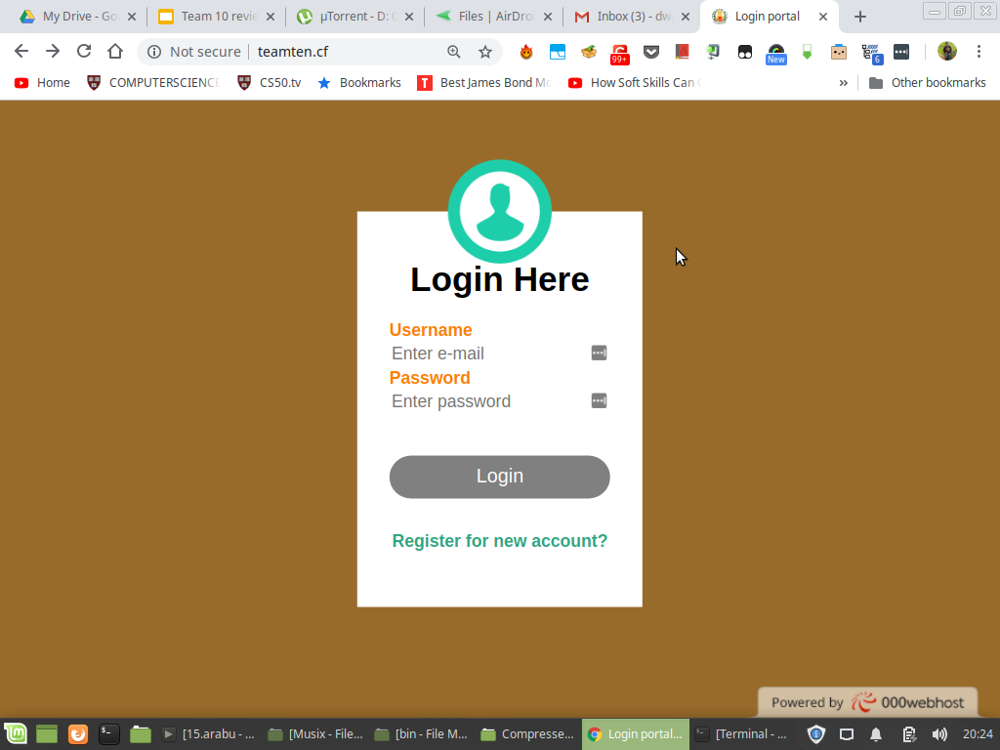 My Drive - Go
Team 10 revie
µTorrent - D:
Files | AirDroi
Inbox (3) - dw
Login portal
Not secure
teamten.cf
99+
New
6
Home
COMPUTERSCIENCE
CS50.tv
Bookmarks
T
Best James Bond Mo
How Soft Skills Can
Other bookmarks
Login Here
Username
Enter e-mail
Password
Enter password
Login
Register for new account?
Powered by 000webhost
[15.arabu - ...
[Musix - File...
[bin - File M...
Compresse...
Login portal...
[Terminal - ...
20:24